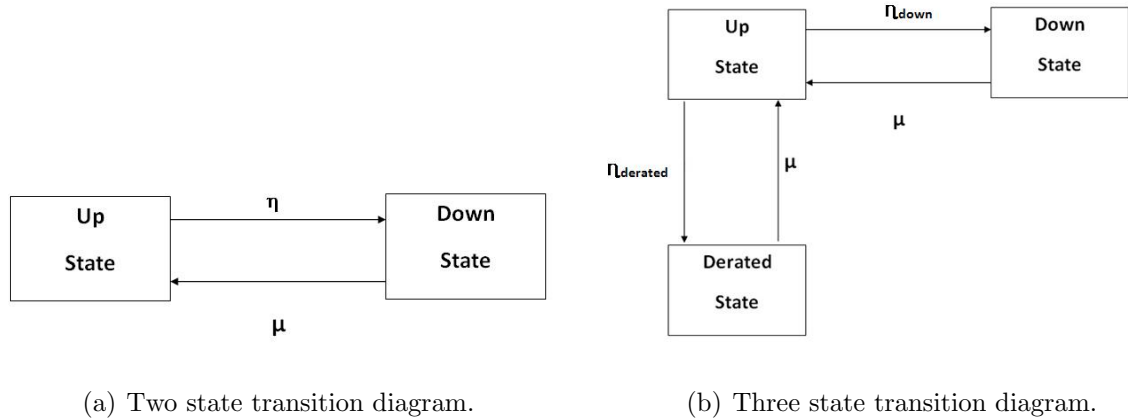 Up
State
η
Down
State
μ
(a) Two state transition diagram.
Up
State
ηdown
Down
State
μ
ηderated
μ
Derated
State
(b) Three state transition diagram.